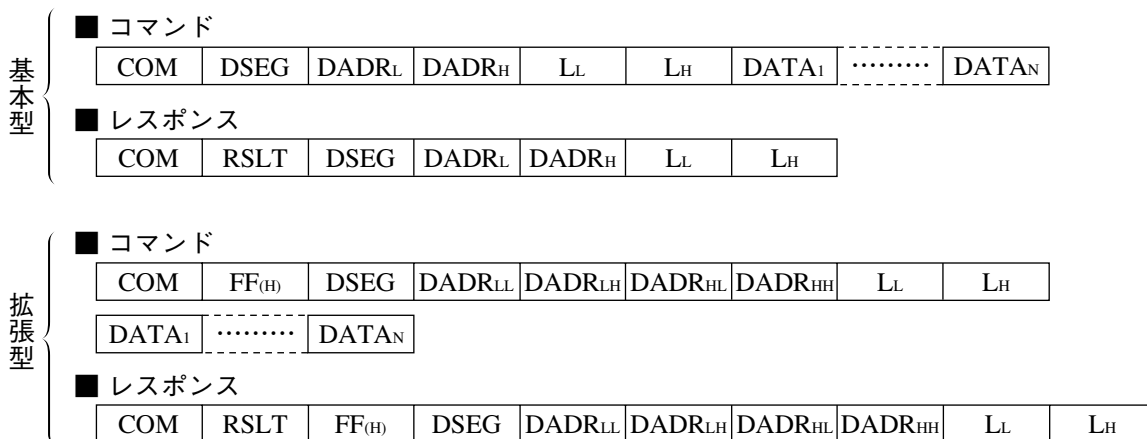 基本型
■ コマンド
COM DSEG DADRL DADRH LL LH DATA1 ········· DATAN
■ レスポンス
COM RSLT DSEG DADRL DADRH LL LH
拡張型
■ コマンド
COM FF(H) DSEG DADRLL DADRLH DADRHL DADRHH LL LH
DATA1 ········· DATAN
■ レスポンス
COM RSLT FF(H) DSEG DADRLL DADRLH DADRHL DADRHH LL LH